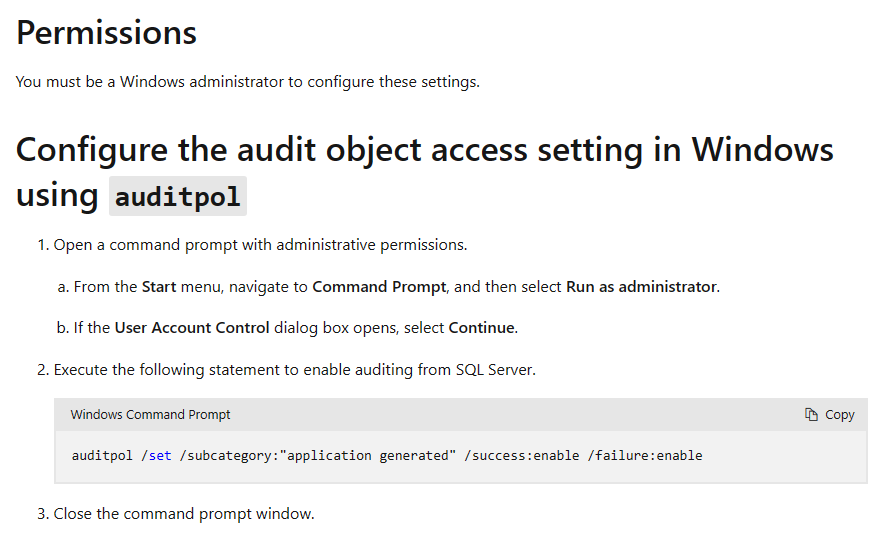 Permissions
You must be a Windows administrator to configure these settings.
Configure the audit object access setting in Windows
using auditpol
1. Open a command prompt with administrative permissions.
a. From the Start menu, navigate to Command Prompt, and then select Run as administrator.
b. If the User Account Control dialog box opens, select Continue.
2. Execute the following statement to enable auditing from SQL Server.
Windows Command Prompt Copy
auditpol /set /subcategory:"application generated" /success:enable /failure:enable
3. Close the command prompt window.